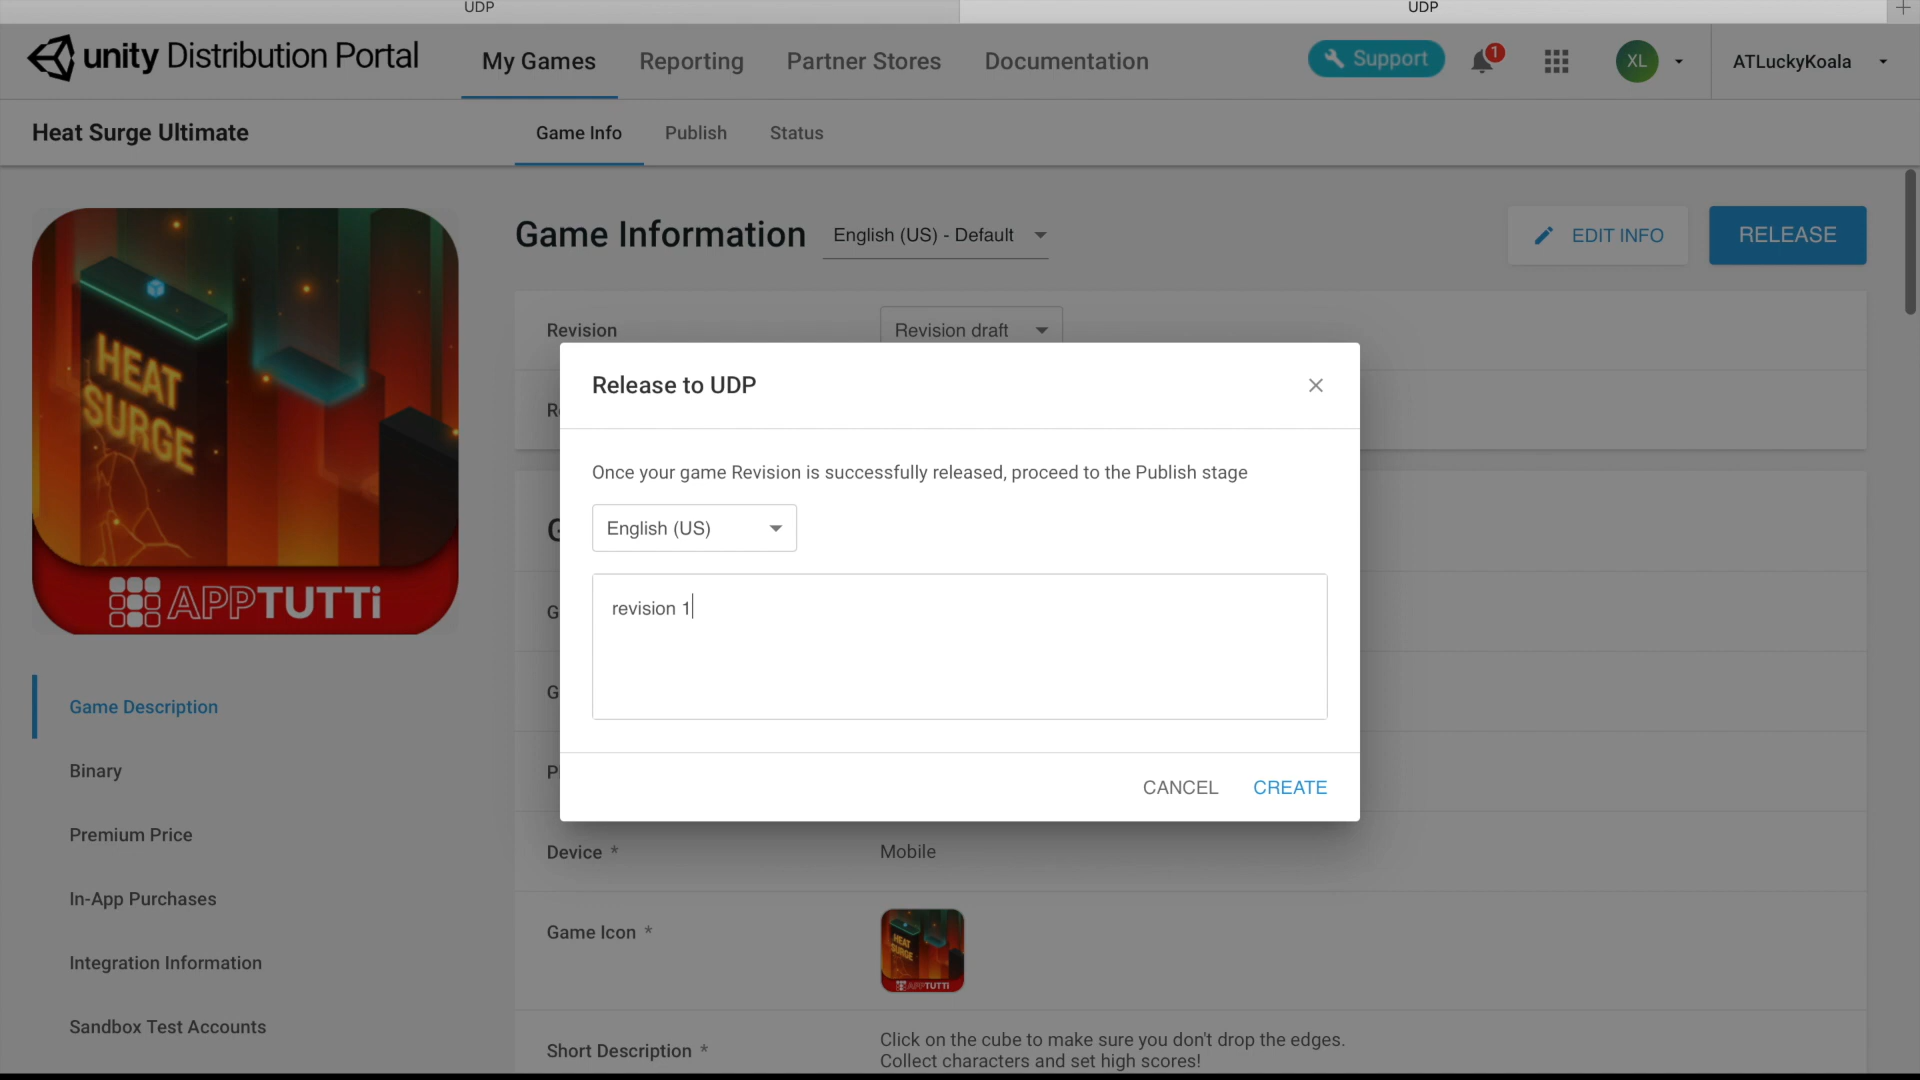 UDP
UDP
unity Distribution Portal
My Games
Reporting
Partner Stores
Documentation
Support
1
XL
ATLuckyKoala
Heat Surge Ultimate
Game Info
Publish
Status
HEAT
SURGE
APPTUTTi
Game Information
English (US) - Default
EDIT INFO
RELEASE
Revision
Revision draft
Release to UDP
Once your game Revision is successfully released, proceed to the Publish stage
English (US)
revision 1
CANCEL
CREATE
Game Description
Binary
Premium Price
In-App Purchases
Integration Information
Sandbox Test Accounts
Device *
Mobile
Game Icon *
HEAT
SURGE
APPTUTTi
Short Description *
Click on the cube to make sure you don't drop the edges.
Collect characters and set high scores!